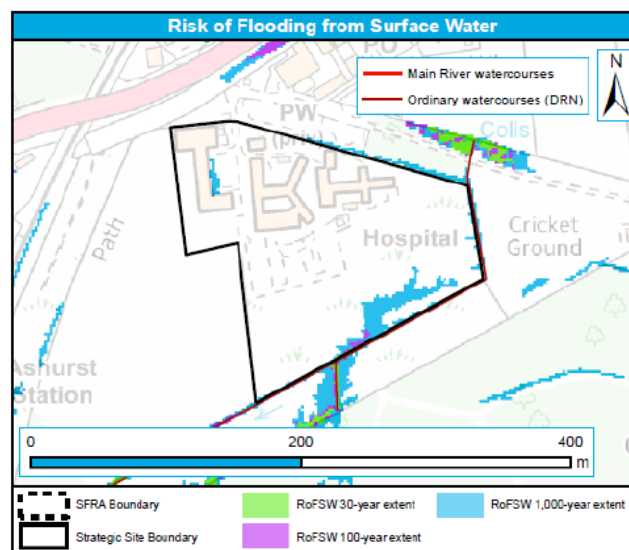 Risk of Flooding from Surface Water
Main River watercourses
Ordinary watercourses (DRN)
N
PO
PW
(priv)
Colls
Path
Hospital
Cricket
Ground
Ashurst
Station
0
200
400
m
SFRA Boundary
RoFSW 30-year extent
RoFSW 1,000-year extent
Strategic Site Boundary
RoFSW 100-year extent